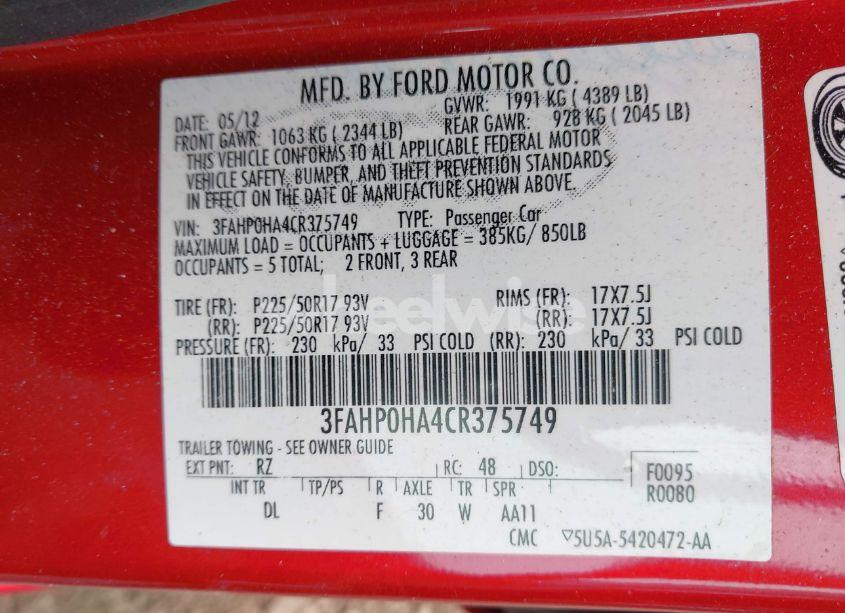 MFD. BY FORD MOTOR CO.
DATE: 05/12 GVWR: 1991 KG ( 4389 LB)
FRONT GAWR: 1063 KG ( 2344 LB) REAR GAWR: 928 KG ( 2045 LB)
THIS VEHICLE CONFORMS TO ALL APPLICABLE FEDERAL MOTOR
VEHICLE SAFETY, BUMPER, AND THEFT PREVENTION STANDARDS
IN EFFECT ON THE DATE OF MANUFACTURE SHOWN ABOVE.
VIN: 3FAHP0HA4CR375749 TYPE: Passenger Car
MAXIMUM LOAD = OCCUPANTS + LUGGAGE = 385KG/ 850LB
OCCUPANTS = 5 TOTAL; 2 FRONT, 3 REAR
TIRE (FR): P225/50R17 93V RIMS (FR): 17X7.5J
(RR): P225/50R17 93V (RR): 17X7.5J
PRESSURE (FR): 230 kPa/ 33 PSI COLD (RR): 230 kPa/ 33 PSI COLD
3FAHP0HA4CR375749
TRAILER TOWING - SEE OWNER GUIDE
EXT PNT: RZ RC: 48 DSO: F0095
INT TR TP/PS R AXLE TR SPR R0080
DL F 30 W AA11
CMC ▽5U5A-5420472-AA